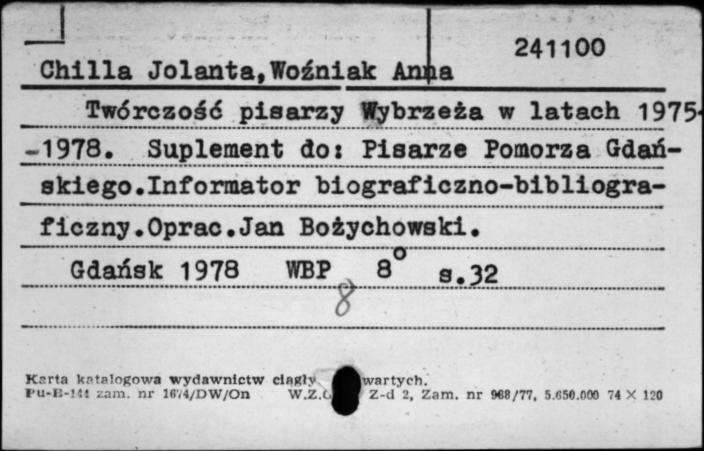 241100
Chilla Jolanta,Woźniak Anna
Twórczość pisarzy Wybrzeża w latach 1975-
-1978. Suplement do: Pisarze Pomorza Gdań-
skiego.Informator biograficzno-bibliogra-
ficzny.Oprac.Jan Bożychowski.
Gdańsk 1978 WBP 8° s.32
8
Karta katalogowa wydawnictw ciągły wartych.
Pu-B-144 zam. nr 1674/DW/On W.Z. Z-d 2, Zam. nr 968/77, 5.650.000 74 X 120